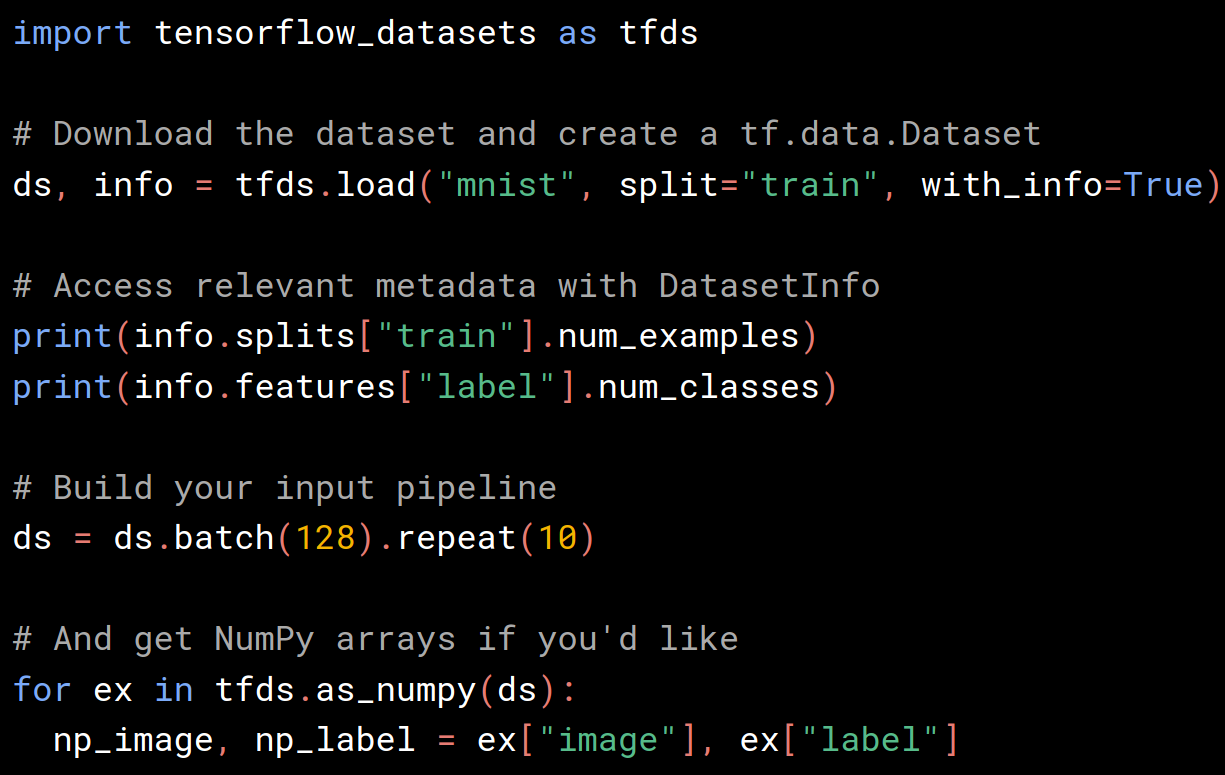 import tensorflow_datasets as tfds
# Download the dataset and create a tf.data.Dataset
ds, info = tfds.load("mnist", split="train", with_info=True)
# Access relevant metadata with DatasetInfo
print(info.splits["train"].num_examples)
print(info.features["label"].num_classes)
# Build your input pipeline
ds = ds.batch(128).repeat(10)
# And get NumPy arrays if you'd like
for ex in tfds.as_numpy(ds):
  np_image, np_label = ex["image"], ex["label"]